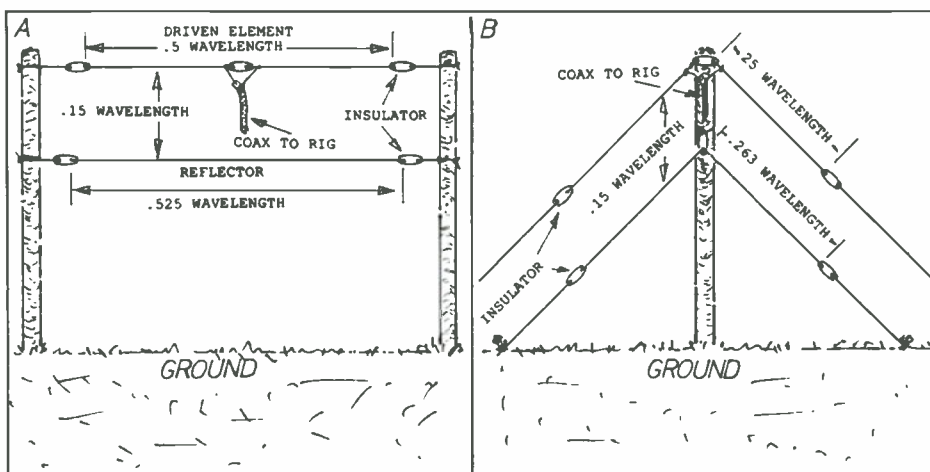 A
DRIVEN ELEMENT
.5 WAVELENGTH
.15 WAVELENGTH
INSULATOR
COAX TO RIG
REFLECTOR
.525 WAVELENGTH
GROUND
B
COAX TO RIG
.25 WAVELENGTH
.263 WAVELENGTH
.15 WAVELENGTH
INSULATOR
GROUND